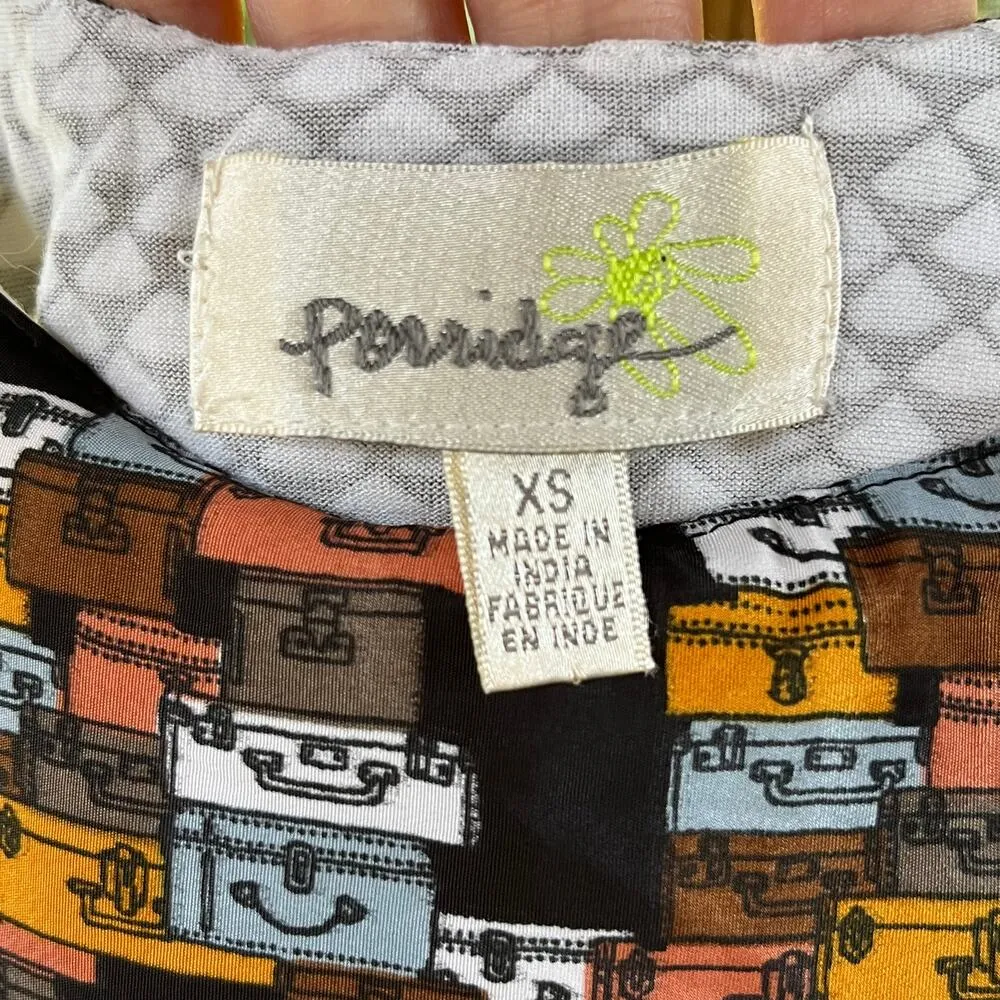 Porridge
XS
MADE IN
INDIA
FABRIQUE
EN INDE